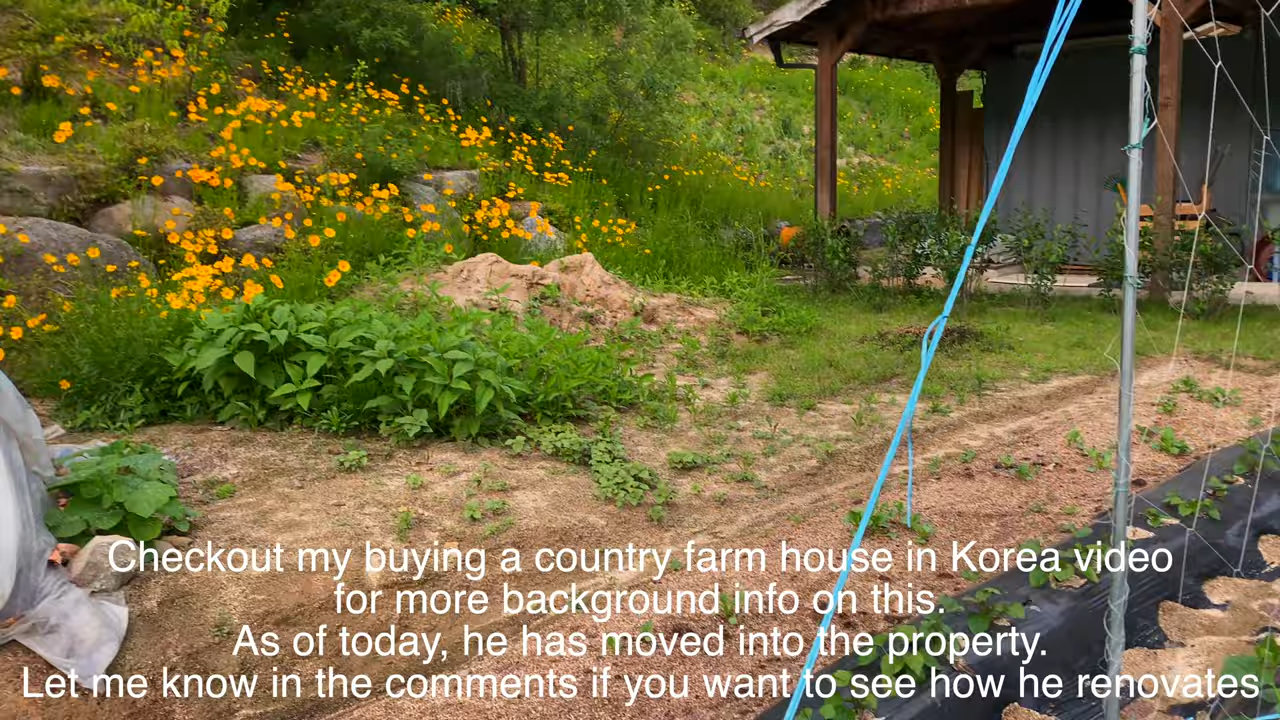 Checkout my buying a country farm house in Korea video
for more background info on this.
As of today, he has moved into the property.
Let me know in the comments if you want to see how he renovates